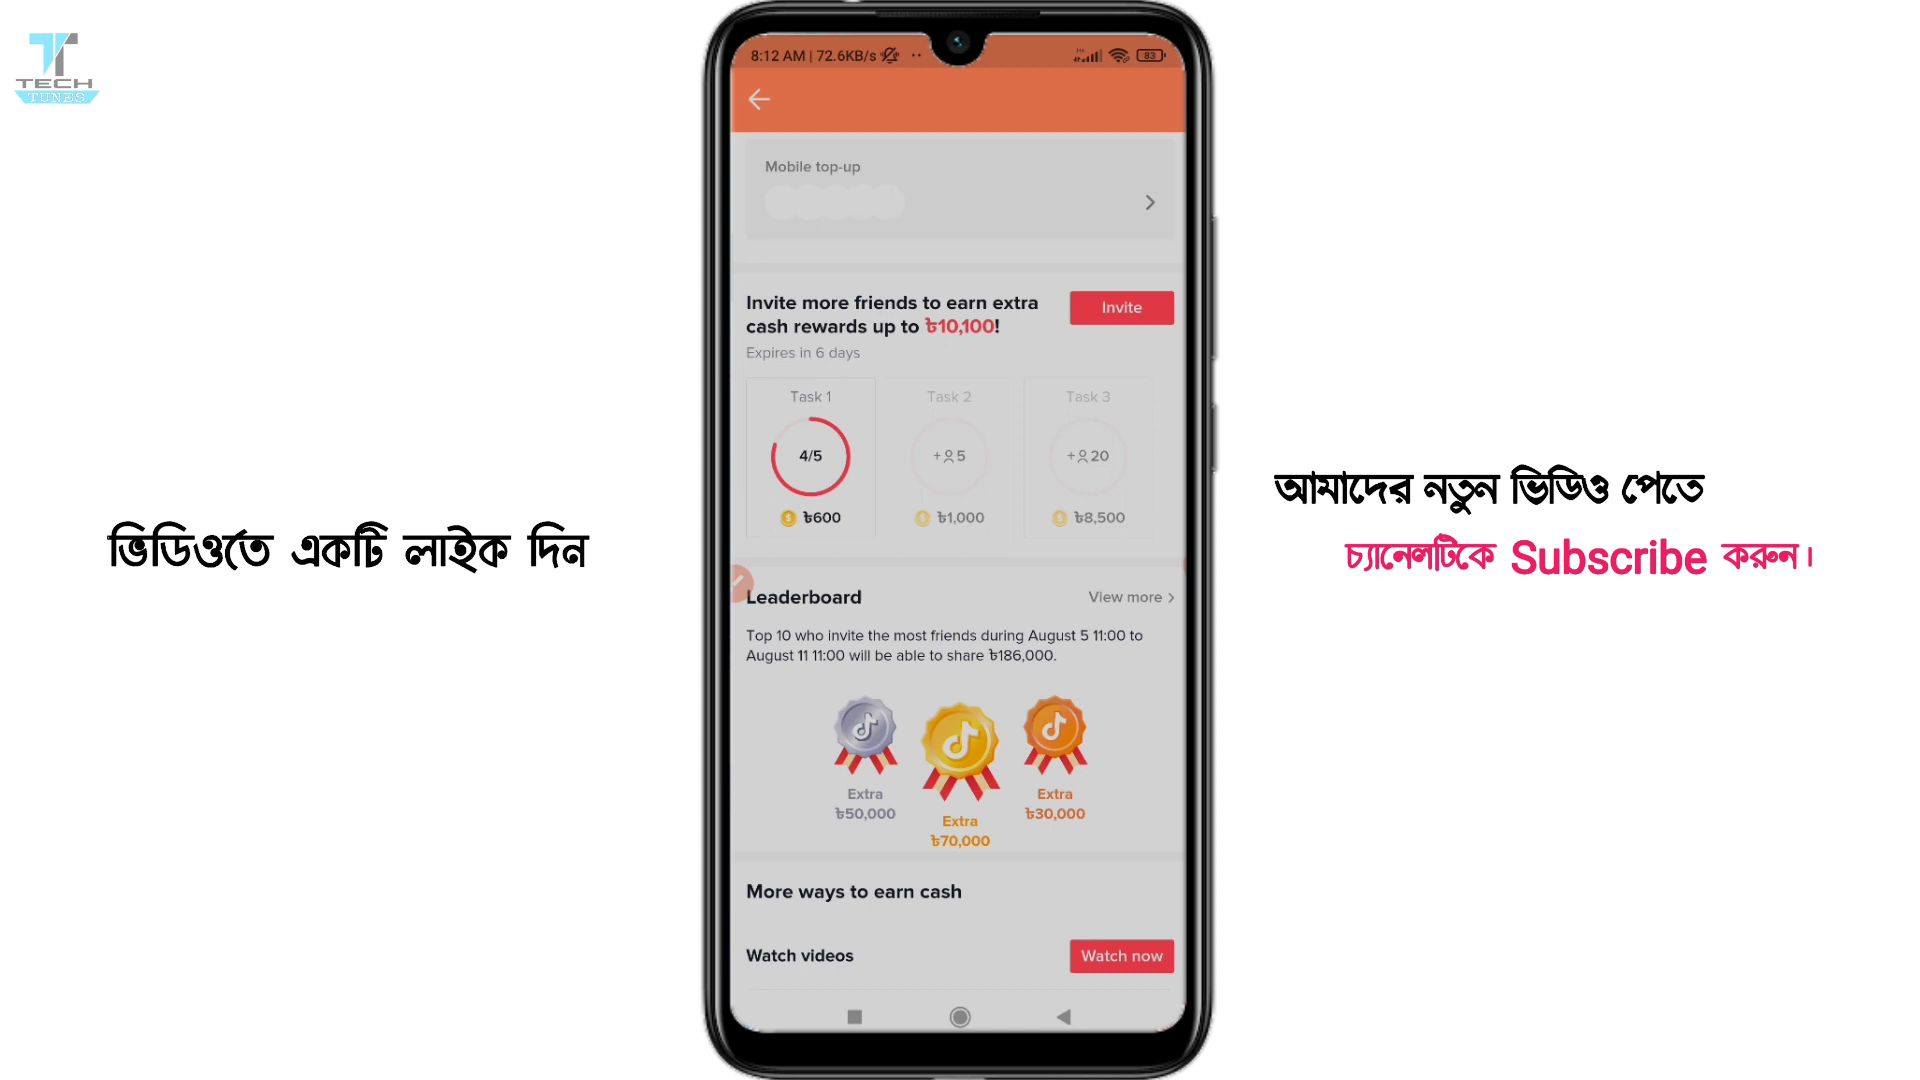 TECH
TUNES
8:12 AM | 72.6KB/s
83
Mobile top-up
Invite more friends to earn extra
cash rewards up to ৳10,100!
Invite
Expires in 6 days
Task 1
Task 2
Task 3
4/5
+5
+20
৳600
৳1,000
৳8,500
ভিডিওতে একটি লাইক দিন
আমাদের নতুন ভিডিও পেতে
চ্যানেলটিকে Subscribe করুন।
Leaderboard
View more >
Top 10 who invite the most friends during August 5 11:00 to
August 11 11:00 will be able to share ৳186,000.
Extra
৳50,000
Extra
৳70,000
Extra
৳30,000
More ways to earn cash
Watch videos
Watch now